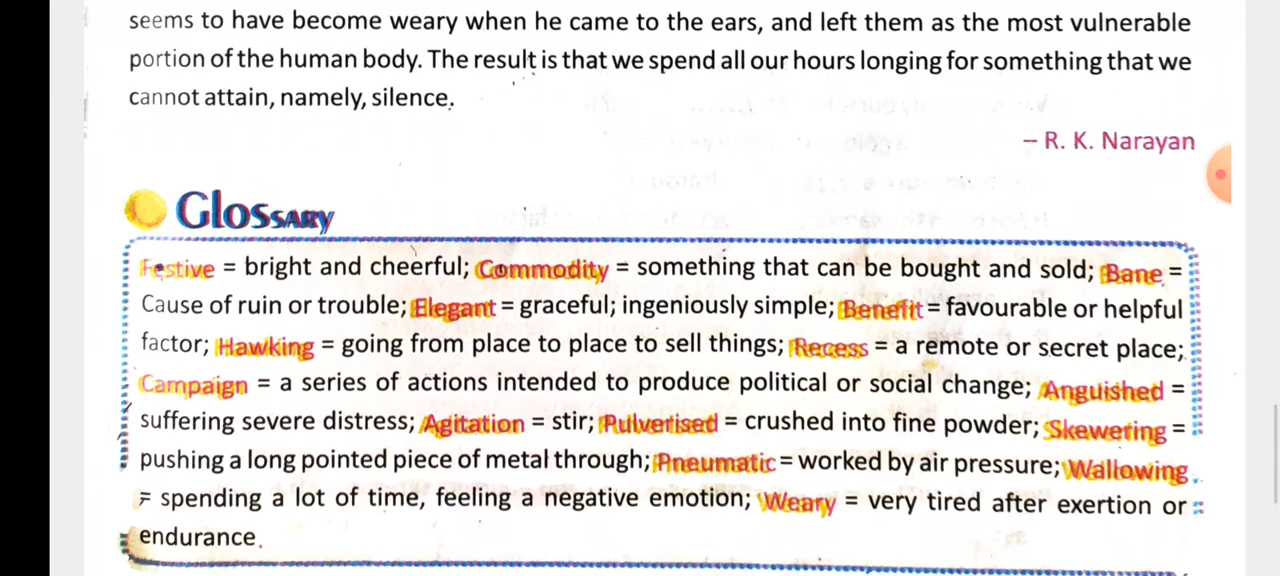 seems to have become weary when he came to the ears, and left them as the most vulnerable
portion of the human body. The result is that we spend all our hours longing for something that we
cannot attain, namely, silence.
– R. K. Narayan
Glossary
Festive = bright and cheerful; Commodity = something that can be bought and sold; Bane =
Cause of ruin or trouble; Elegant = graceful; ingeniously simple; Benefit = favourable or helpful
factor; Hawking = going from place to place to sell things; Recess = a remote or secret place;
Campaign = a series of actions intended to produce political or social change; Anguished =
suffering severe distress; Agitation = stir; Pulverised = crushed into fine powder; Skewering =
pushing a long pointed piece of metal through; Pneumatic = worked by air pressure; Wallowing
= spending a lot of time, feeling a negative emotion; Weary = very tired after exertion or
endurance.